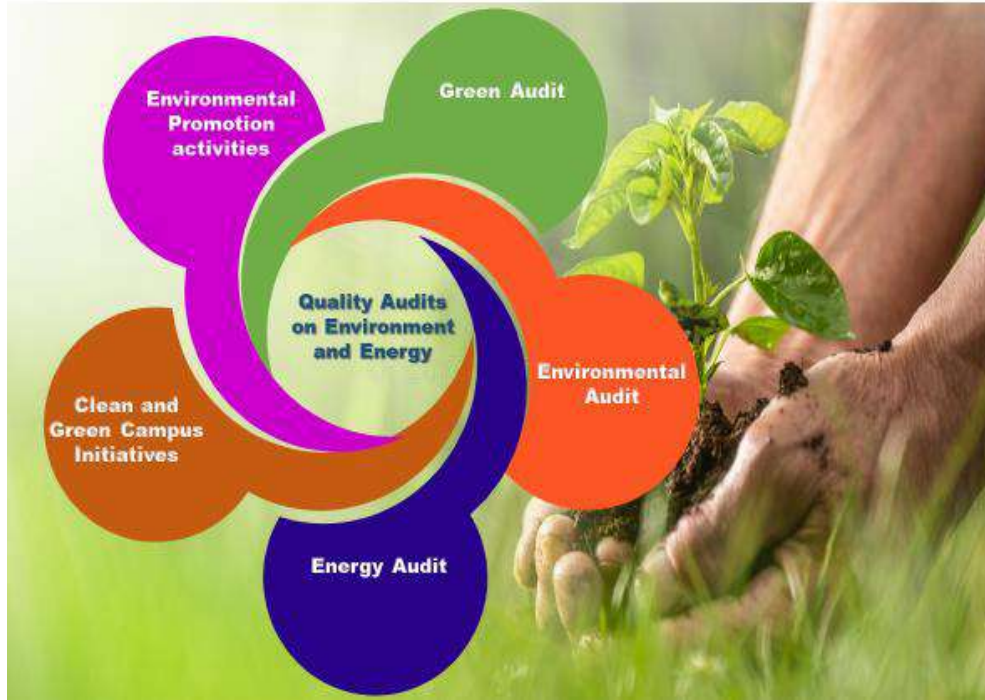 Environmental
Promotion
activities
Green Audit
Quality Audits
on Environment
and Energy
Environmental
Audit
Clean and
Green Campus
Initiatives
Energy Audit